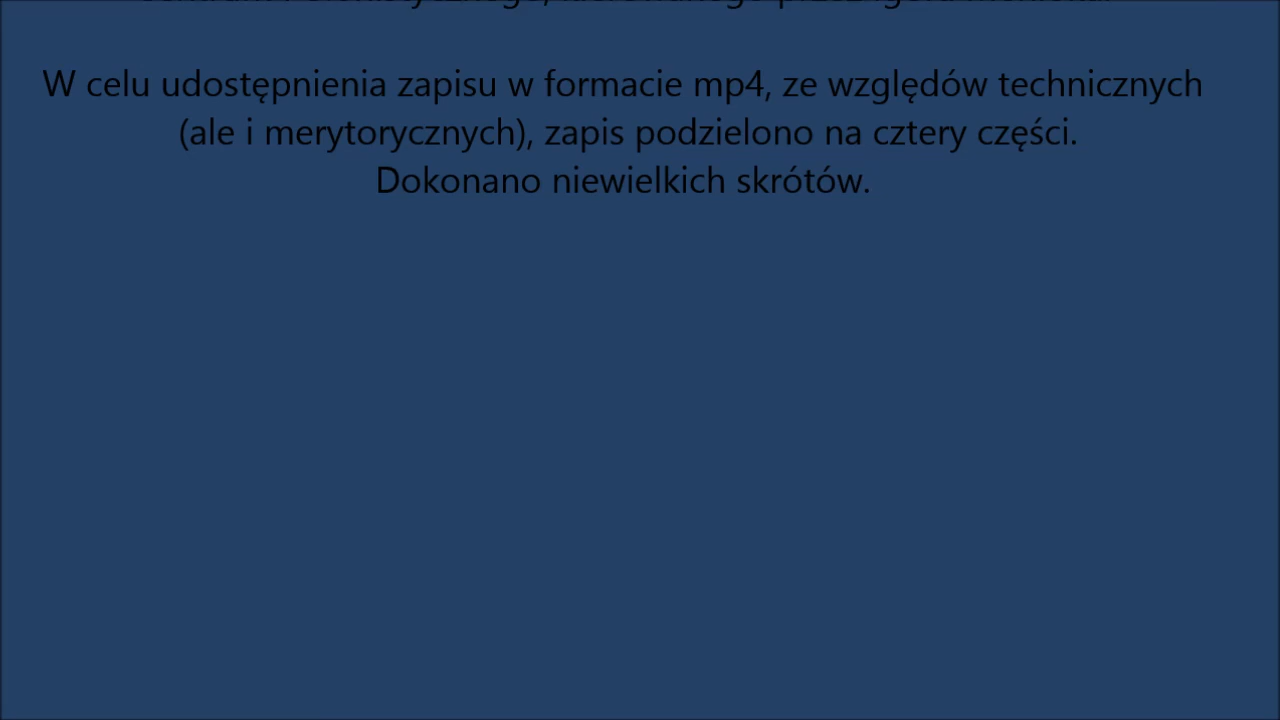 W celu udostępnienia zapisu w formacie mp4, ze względów technicznych
(ale i merytorycznych), zapis podzielono na cztery części.
Dokonano niewielkich skrótów.